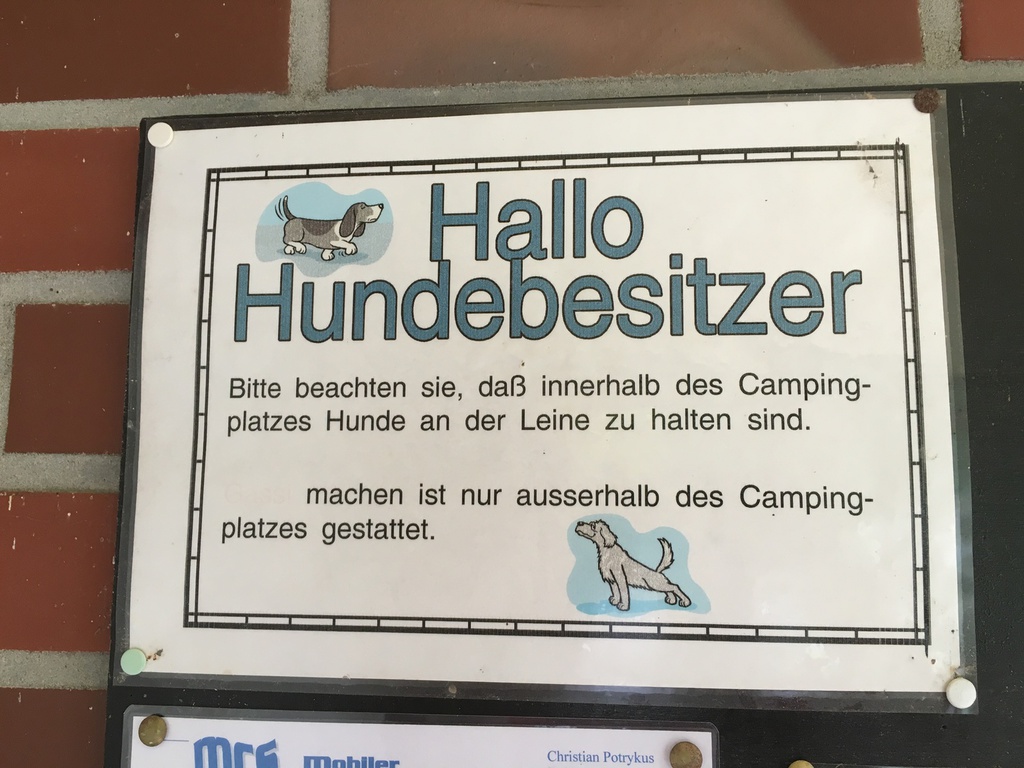 Hallo
Hundebesitzer
Bitte beachten sie, daß innerhalb des Camping-
platzes Hunde an der Leine zu halten sind.
machen ist nur ausserhalb des Camping-
platzes gestattet.
Mobiler
Christian Potrykus